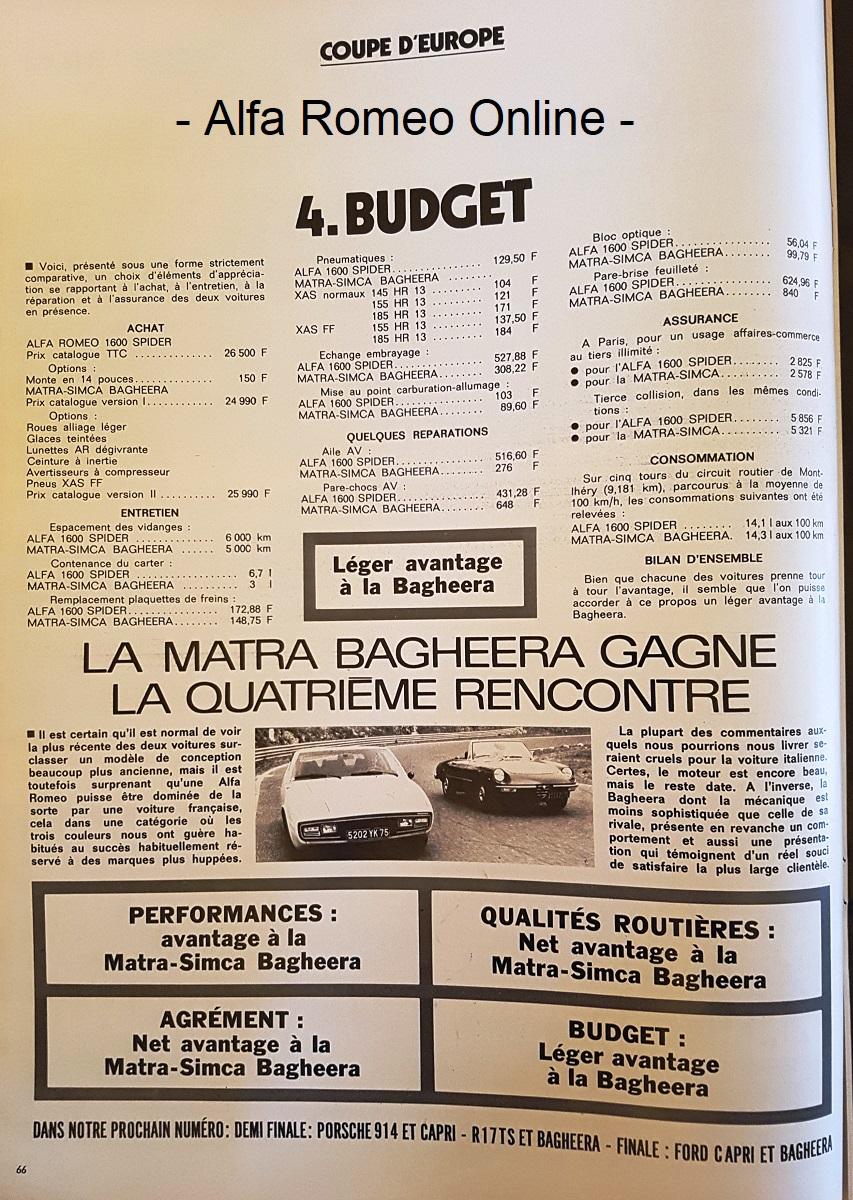 COUPE D'EUROPE
- Alfa Romeo Online -
4. BUDGET
■ Voici, présenté sous une forme strictement
comparative, un choix d'éléments d'apprécia-
tion se rapportant à l'achat, à l'entretien, à la
réparation et à l'assurance des deux voitures
en présence.
ACHAT
ALFA ROMEO 1600 SPIDER
Prix catalogue TTC ............. 26 500 F
Options :
Monte en 14 pouces............. 150 F
MATRA-SIMCA BAGHEERA
Prix catalogue version I........... 24 990 F
Options :
Roues alliage léger
Glaces teintées
Lunettes AR dégivrante
Ceinture à inertie
Avertisseurs à compresseur
Pneus XAS FF
Prix catalogue version II ......... 25 990 F
ENTRETIEN
Espacement des vidanges :
ALFA 1600 SPIDER .............. 6 000 km
MATRA-SIMCA BAGHEERA ...... 5 000 km
Contenance du carter :
ALFA 1600 SPIDER .............. 6,7 l
MATRA-SIMCA BAGHEERA ........ 3 l
Remplacement plaquettes de freins :
ALFA 1600 SPIDER............... 172,88 F
MATRA-SIMCA BAGHEERA....... 148,75 F
Pneumatiques :
ALFA 1600 SPIDER............... 129,50 F
MATRA-SIMCA BAGHEERA ........
XAS normaux 145 HR 13 ......... 104 F
155 HR 13 ......... 121 F
185 HR 13 ......... 171 F
XAS FF 155 HR 13 ......... 137,50 F
185 HR 13 ......... 184 F
Echange embrayage :
ALFA 1600 SPIDER............... 527,88 F
MATRA-SIMCA BAGHEERA........ 308,22 F
Mise au point carburation-allumage :
ALFA 1600 SPIDER............... 103 F
MATRA-SIMCA BAGHEERA........ 89,60 F
QUELQUES REPARATIONS
Aile AV :
ALFA 1600 SPIDER............... 516,60 F
MATRA-SIMCA BAGHEERA........ 276 F
Pare-chocs AV :
ALFA 1600 SPIDER............... 431,28 F
MATRA-SIMCA BAGHEERA........ 648 F
Léger avantage
à la Bagheera
Bloc optique :
ALFA 1600 SPIDER............... 56,04 F
MATRA-SIMCA BAGHEERA........ 99,79 F
Pare-brise feuilleté :
ALFA 1600 SPIDER............... 624,96 F
MATRA-SIMCA BAGHEERA........ 840 F
ASSURANCE
A Paris, pour un usage affaires-commerce
au tiers illimité :
● pour l'ALFA 1600 SPIDER........ 2 825 F
● pour la MATRA-SIMCA........... 2 578 F
Tierce collision, dans les mêmes condi-
tions :
● pour l'ALFA 1600 SPIDER........ 5 856 F
● pour la MATRA-SIMCA........... 5 321 F
CONSOMMATION
Sur cinq tours du circuit routier de Mont-
lhéry (9,181 km), parcourus à la moyenne de
100 km/h, les consommations suivantes ont été
relevées :
ALFA 1600 SPIDER ........ 14,1 l aux 100 km
MATRA-SIMCA BAGHEERA. 14,3 l aux 100 km
BILAN D'ENSEMBLE
Bien que chacune des voitures prenne tour
à tour l'avantage, il semble que l'on puisse
accorder à ce propos un léger avantage à la
Bagheera.
LA MATRA BAGHEERA GAGNE
LA QUATRIÈME RENCONTRE
■ Il est certain qu'il est normal de voir
la plus récente des deux voitures sur-
classer un modèle de conception
beaucoup plus ancienne, mais il est
toutefois surprenant qu'une Alfa
Romeo puisse être dominée de la
sorte par une voiture française,
cela dans une catégorie où les
trois couleurs nous ont guère ha-
bitués au succès habituellement ré-
servé à des marques plus huppées.
5202 YK 75
La plupart des commentaires aux-
quels nous pourrions nous livrer se-
raient cruels pour la voiture italienne.
Certes, le moteur est encore beau,
mais le reste date. A l'inverse, la
Bagheera dont la mécanique est
moins sophistiquée que celle de sa
rivale, présente en revanche un com-
portement et aussi une présenta-
tion qui témoignent d'un réel souci
de satisfaire la plus large clientèle.
PERFORMANCES :
avantage à la
Matra-Simca Bagheera
QUALITÉS ROUTIÈRES :
Net avantage à la
Matra-Simca Bagheera
AGRÉMENT :
Net avantage à la
Matra-Simca Bagheera
BUDGET :
Léger avantage
à la Bagheera
DANS NOTRE PROCHAIN NUMÉRO: DEMI FINALE: PORSCHE 914 ET CAPRI - R17TS ET BAGHEERA - FINALE : FORD CAPRI ET BAGHEERA
66